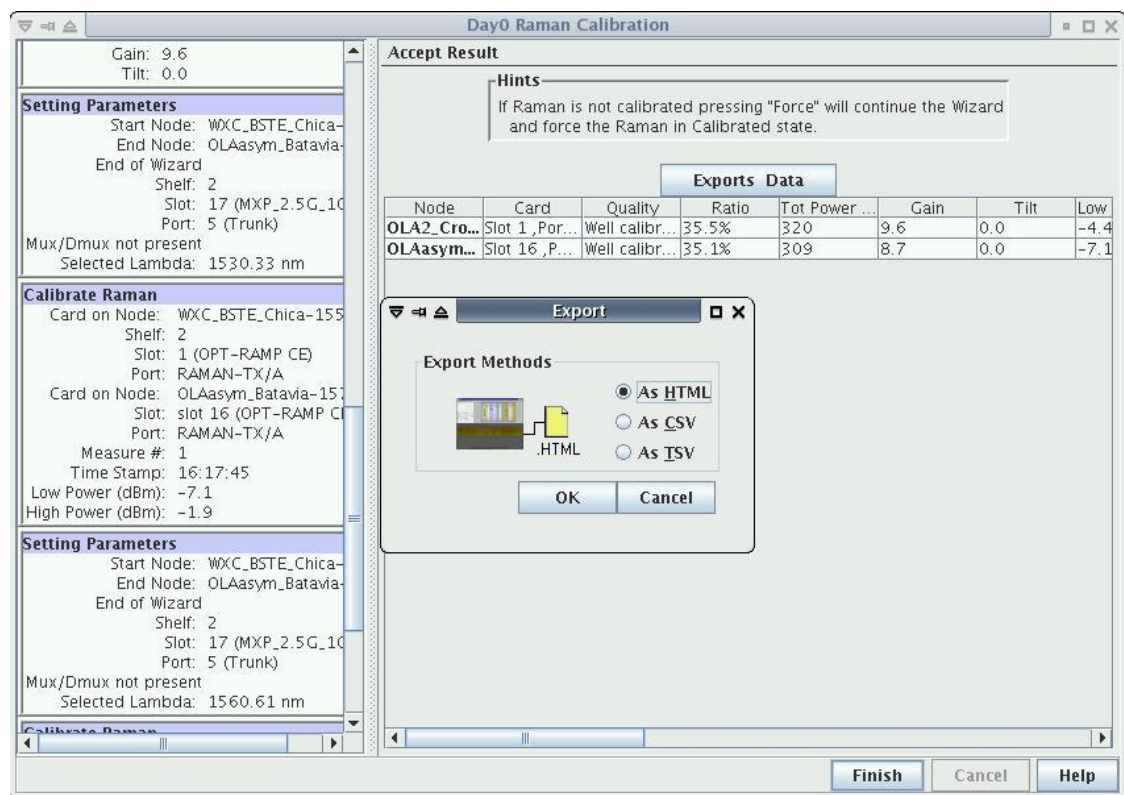 Day0 Raman Calibration
Gain: 9.6
Tilt: 0.0
Setting Parameters
Start Node: WXC_BSTE_Chica-
End Node: OLAasym_Batavia-
End of Wizard
Shelf: 2
Slot: 17 (MXP_2.5G_10
Port: 5 (Trunk)
Mux/Dmux not present
Selected Lambda: 1530.33 nm
Calibrate Raman
Card on Node: WXC_BSTE_Chica-155
Shelf: 2
Slot: 1 (OPT-RAMP CE)
Port: RAMAN-TX/A
Card on Node: OLAasym_Batavia-157
Slot: slot 16 (OPT-RAMP CE
Port: RAMAN-TX/A
Measure #: 1
Time Stamp: 16:17:45
Low Power (dBm): -7.1
High Power (dBm): -1.9
Setting Parameters
Start Node: WXC_BSTE_Chica-
End Node: OLAasym_Batavia-
End of Wizard
Shelf: 2
Slot: 17 (MXP_2.5G_10
Port: 5 (Trunk)
Mux/Dmux not present
Selected Lambda: 1560.61 nm
Calibrate Raman
Accept Result
Hints
If Raman is not calibrated pressing "Force" will continue the Wizard
and force the Raman in Calibrated state.
Exports Data
Node Card Quality Ratio Tot Power ... Gain Tilt Low
OLA2_Cro... Slot 1 ,Por... Well calibr... 35.5% 320 9.6 0.0 -4.4
OLAasym... Slot 16 ,P... Well calibr... 35.1% 309 8.7 0.0 -7.1
Export
Export Methods
.HTML
As HTML
As CSV
As TSV
OK Cancel
Finish Cancel Help